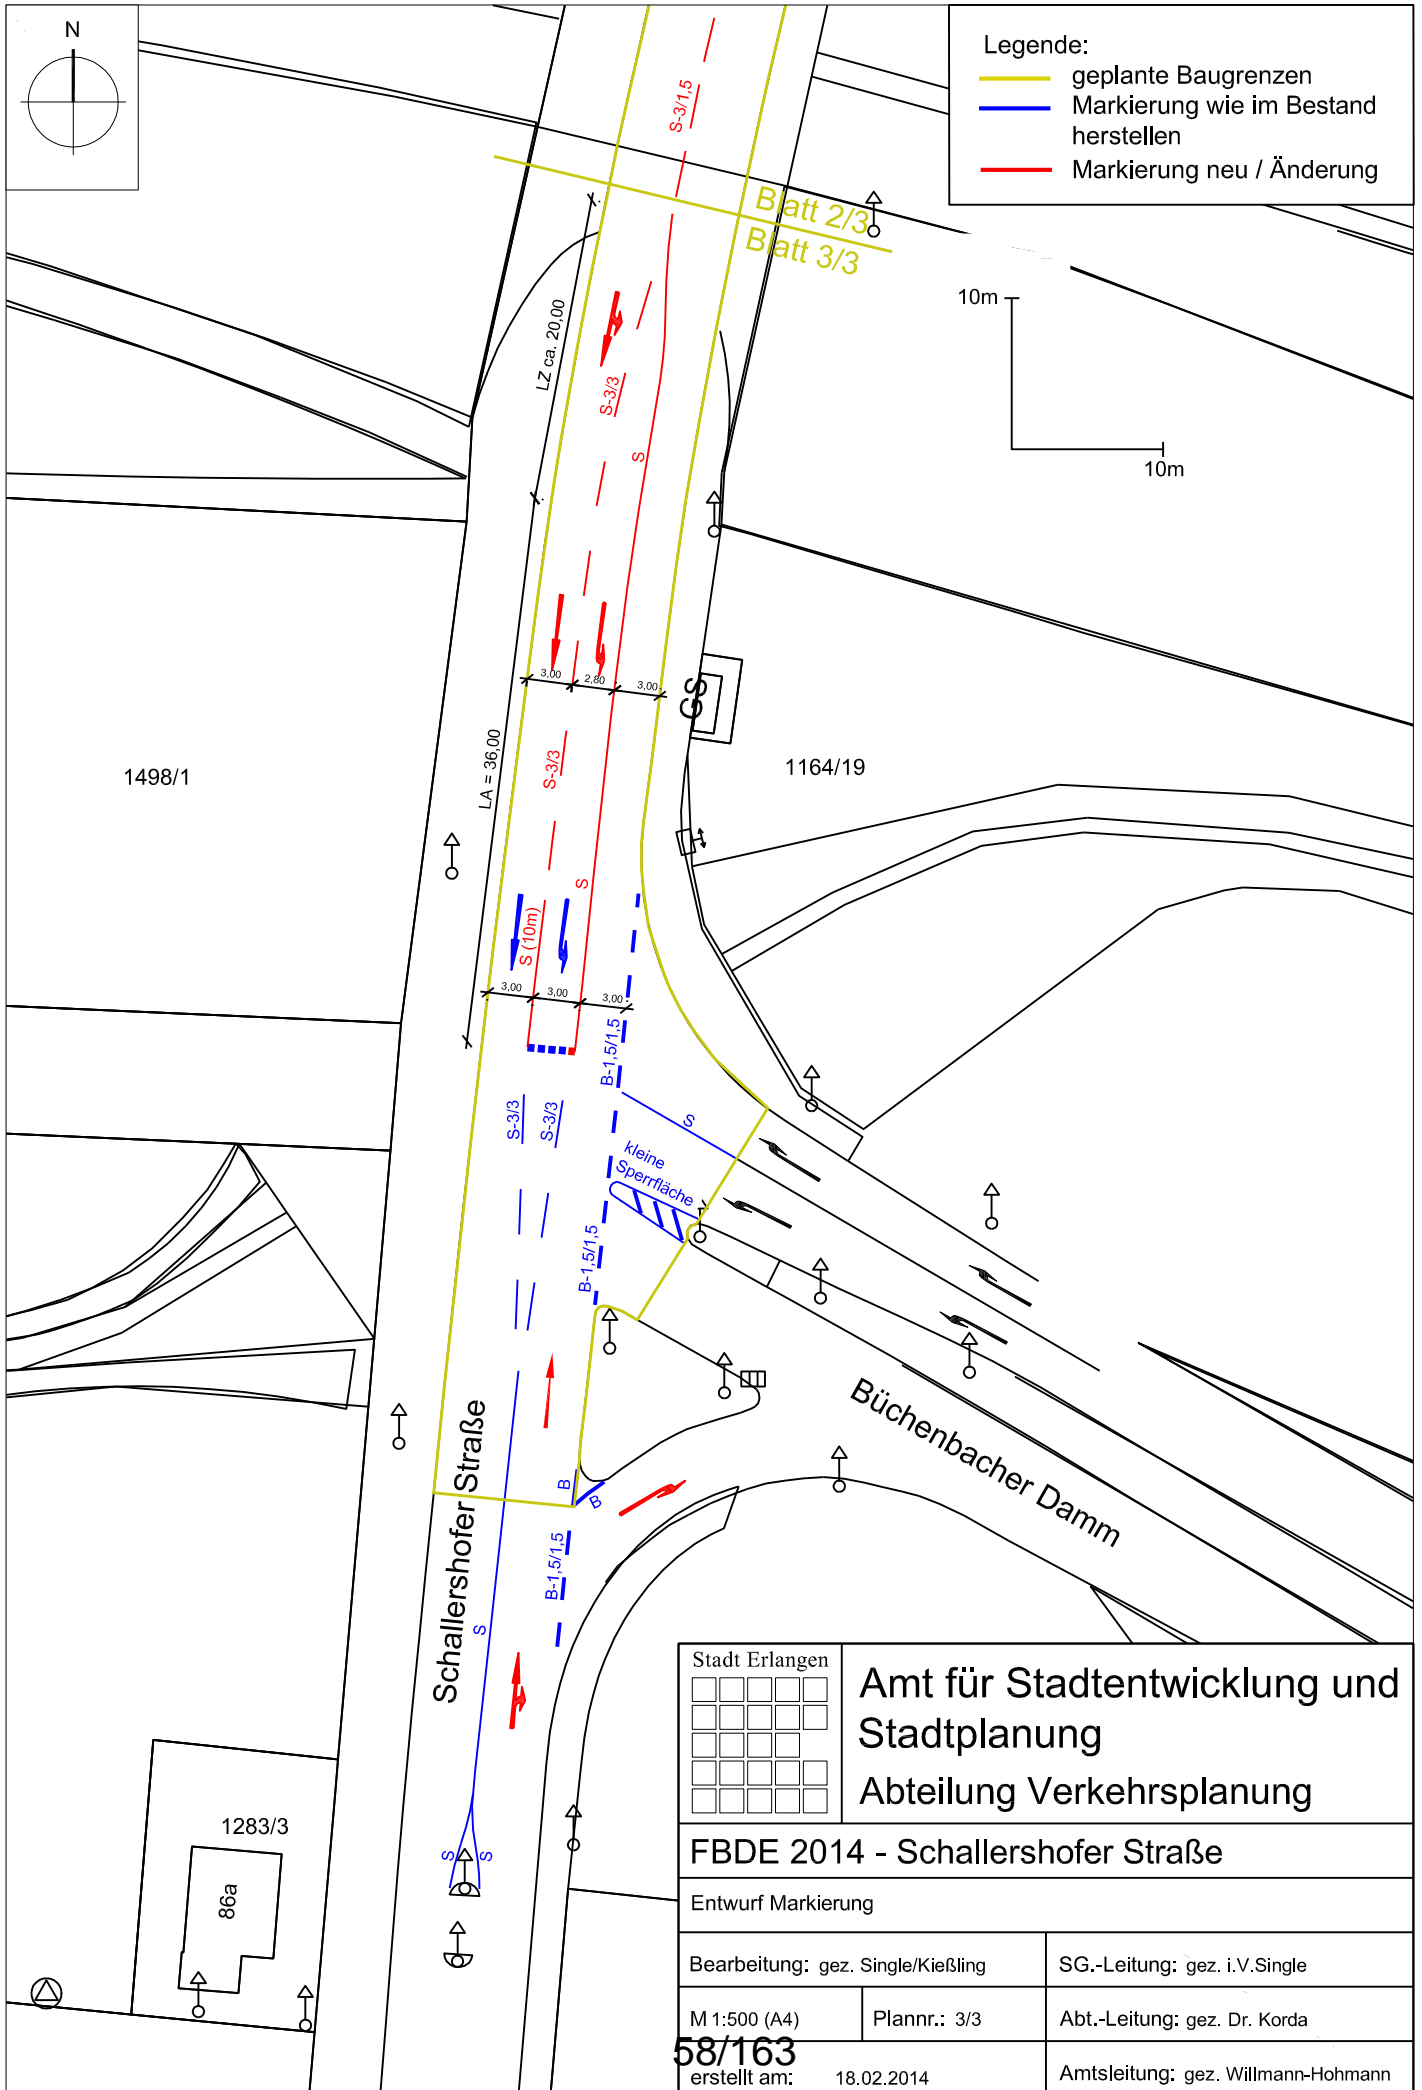 N
Legende:
geplante Baugrenzen
Markierung wie im Bestand
herstellen
Markierung neu / Änderung
S-3/1,5
Blatt 2/3
Blatt 3/3
10m
10m
LZ ca. 20,00
S-3/3
S
3,00
2,80
3,00
GS
1498/1
1164/19
LA = 36,00
S-3/3
S
S (10m)
3,00
3,00
3,00
B-1,5/1,5
S-3/3
S-3/3
S
kleine
Sperrfläche
B-1,5/1,5
Büchenbacher Damm
Schallershofer Straße
B
B
B-1,5/1,5
S
S
S
1283/3
86a
Stadt Erlangen
Amt für Stadtentwicklung und
Stadtplanung
Abteilung Verkehrsplanung
FBDE 2014 - Schallershofer Straße
Entwurf Markierung
Bearbeitung: gez. Single/Kießling
SG.-Leitung: gez. i.V.Single
M 1:500 (A4)
Plannr.: 3/3
Abt.-Leitung: gez. Dr. Korda
58/163
erstellt am: 18.02.2014
Amtsleitung: gez. Willmann-Hohmann